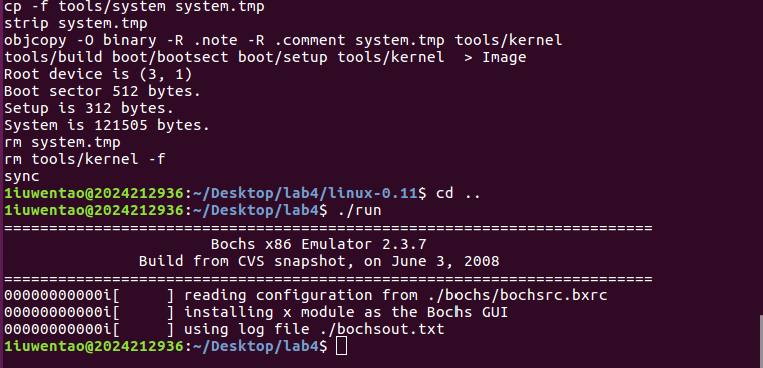 cp -f tools/system system.tmp
strip system.tmp
objcopy -O binary -R .note -R .comment system.tmp tools/kernel
tools/build boot/bootsect boot/setup tools/kernel  > Image
Root device is (3, 1)
Boot sector 512 bytes.
Setup is 312 bytes.
System is 121505 bytes.
rm system.tmp
rm tools/kernel -f
sync
1iuwentao@2024212936:~/Desktop/lab4/linux-0.11$ cd ..
1iuwentao@2024212936:~/Desktop/lab4$ ./run
========================================================================
                       Bochs x86 Emulator 2.3.7
               Build from CVS snapshot, on June 3, 2008
========================================================================
00000000000i[     ] reading configuration from ./bochs/bochsrc.bxrc
00000000000i[     ] installing x module as the Bochs GUI
00000000000i[     ] using log file ./bochsout.txt
1iuwentao@2024212936:~/Desktop/lab4$